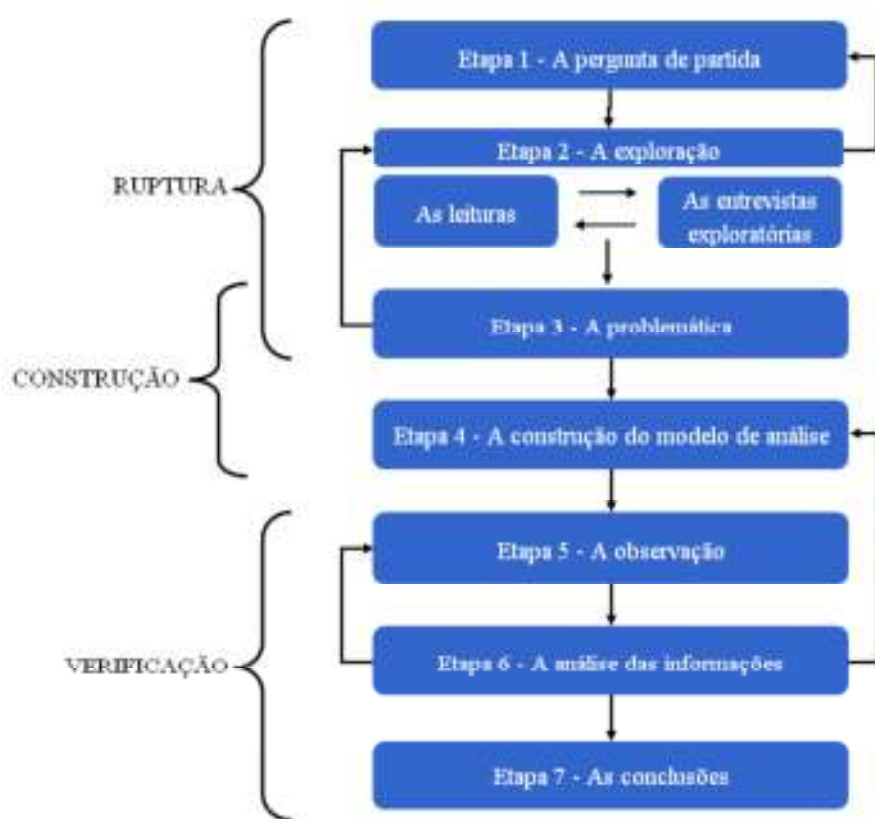 Etapa 1 - A pergunta de partida
Etapa 2 - A exploração
RUPTURA
As leituras
As entrevistas
exploratórias
Etapa 3 - A problemática
CONSTRUÇÃO
Etapa 4 - A construção do modelo de análise
Etapa 5 - A observação
VERIFICAÇÃO
Etapa 6 - A análise das informações
Etapa 7 - As conclusões